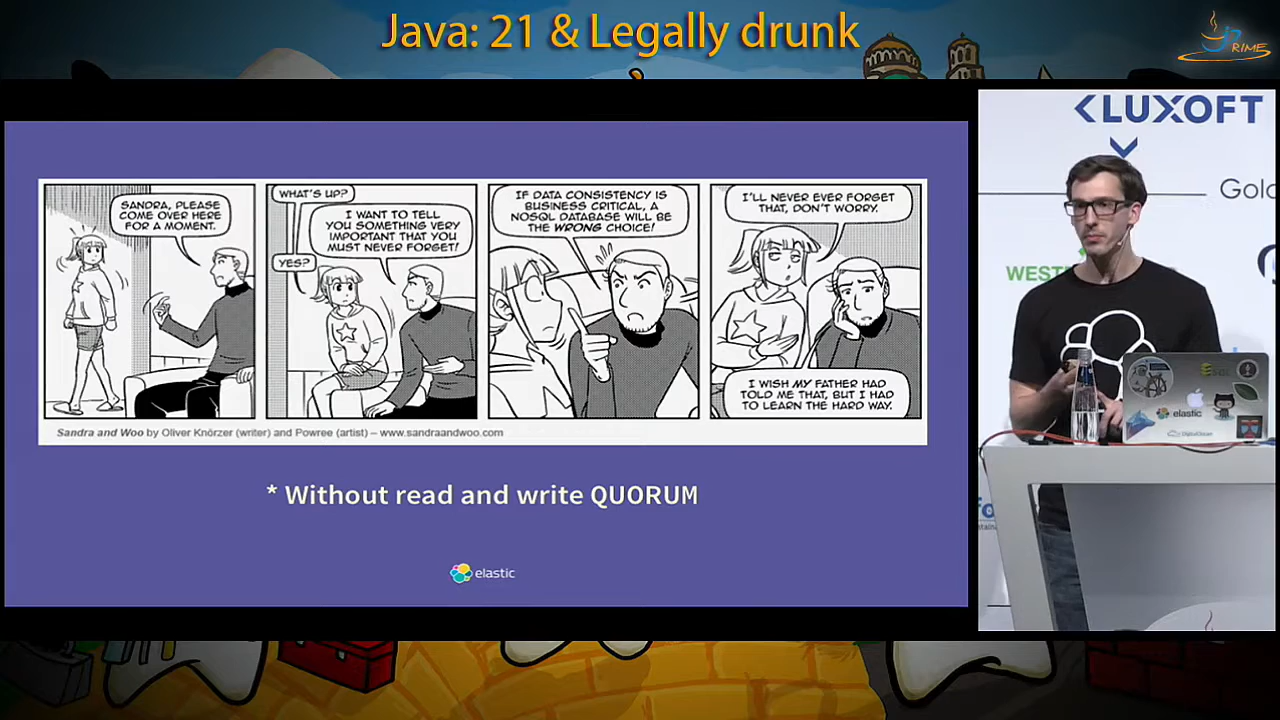 Java: 21 & Legally drunk
JPRIME
SANDRA, PLEASE
COME OVER HERE
FOR A MOMENT.
WHAT'S UP?
I WANT TO TELL
YOU SOMETHING VERY
IMPORTANT THAT YOU
MUST NEVER FORGET!
YES?
IF DATA CONSISTENCY IS
BUSINESS CRITICAL, A
NOSQL DATABASE WILL BE
THE WRONG CHOICE!
I'LL NEVER EVER FORGET
THAT, DON'T WORRY.
I WISH MY FATHER HAD
TOLD ME THAT, BUT I HAD
TO LEARN THE HARD WAY.
Sandra and Woo by Oliver Knörzer (writer) and Powree (artist) – www.sandraandwoo.com
* Without read and write QUORUM
elastic
LUXOFT
Gold
WEST
elastic
DigitalOcean